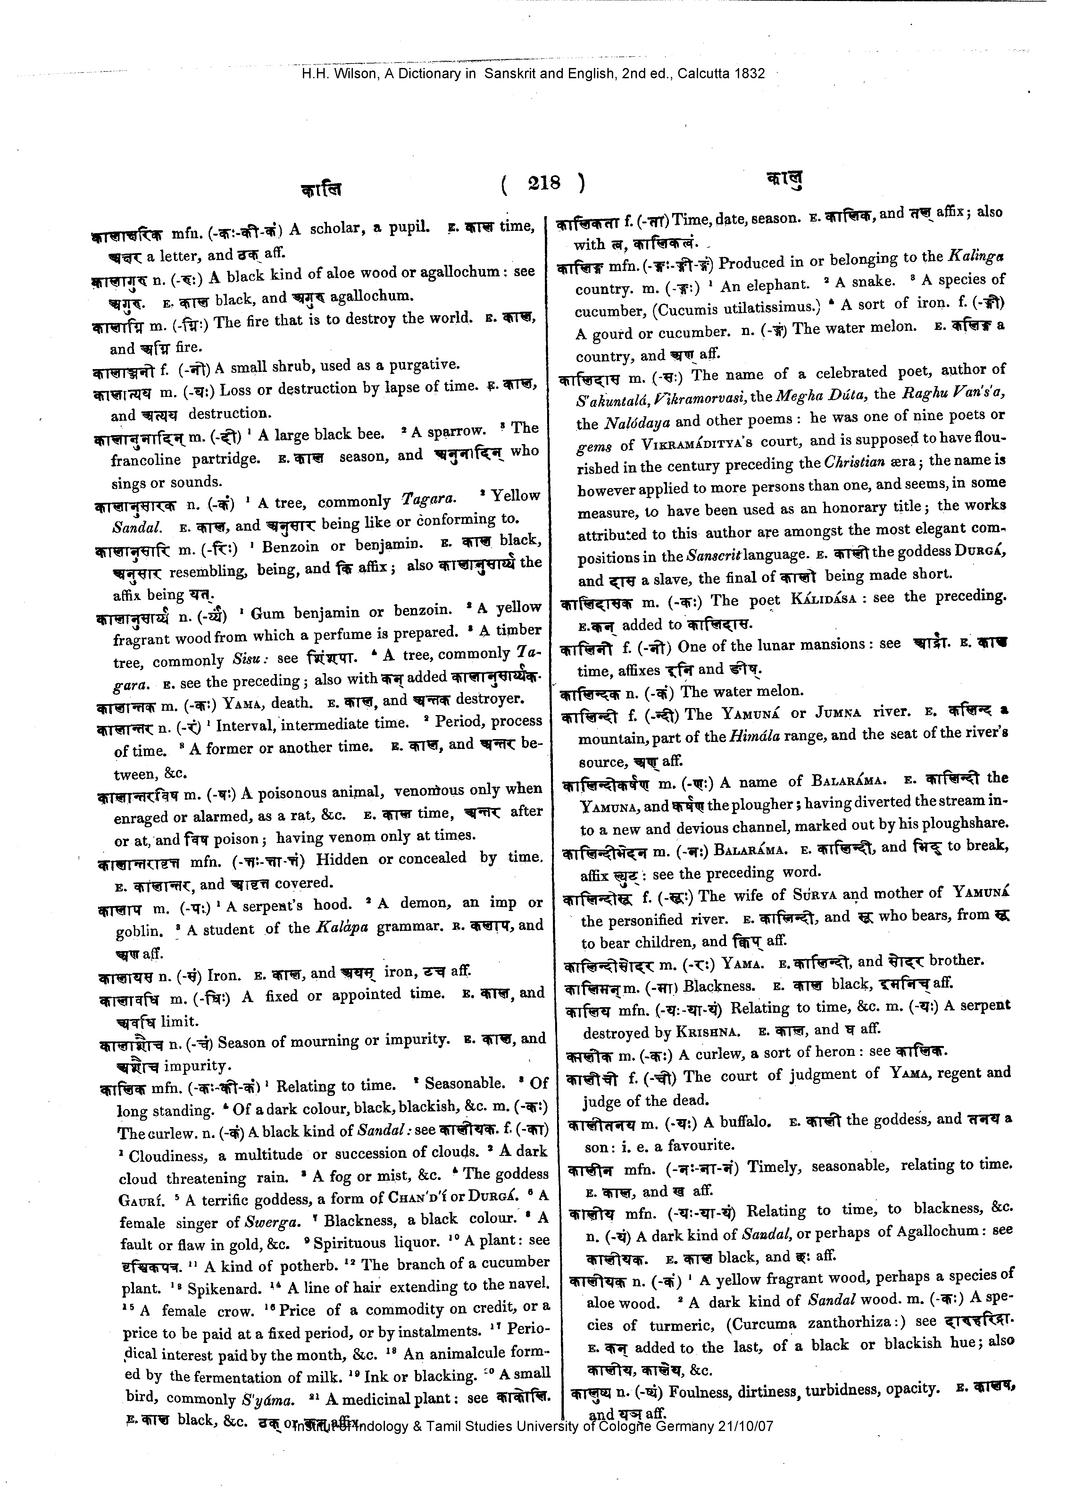 H.H. Wilson, A Dictionary in Sanskrit and English, 2nd ed., Calcutta 1832
कालि
( 218 )
कालु
कालाक्षरिक mfn. (-कः-की-कं) A scholar, a pupil. E. काल time,
अक्षर a letter, and ठक् aff.
कालागुरु n. (-रुः) A black kind of aloe wood or agallochum : see
अगुरु. E. काल black, and अगुरु agallochum.
कालाग्नि m. (-ग्निः) The fire that is to destroy the world. E. काल,
and अग्नि fire.
कालाञ्जनी f. (-नी) A small shrub, used as a purgative.
कालात्यय m. (-यः) Loss or destruction by lapse of time. E. काल,
and अत्यय destruction.
कालानुनादिन् m. (-दी) ¹ A large black bee. ² A sparrow. ³ The
francoline partridge. E. काल season, and अनुनादिन् who
sings or sounds.
कालानुसारक n. (-कं) ¹ A tree, commonly Tagara. ² Yellow
Sandal. E. काल, and अनुसार being like or conforming to.
कालानुसारि m. (-रिः) ¹ Benzoin or benjamin. E. काल black,
अनुसार resembling, being, and कि affix ; also कालानुसार्य्य the
affix being यत्.
कालानुसार्य्य n. (-र्य्यं) ¹ Gum benjamin or benzoin. ² A yellow
fragrant wood from which a perfume is prepared. ³ A timber
tree, commonly Sisu : see शिंशपा. ⁴ A tree, commonly Ta-
gara. E. see the preceding ; also with कन् added कालानुसार्य्यक.
कालान्तक m. (-कः) YAMA, death. E. काल, and अन्तक destroyer.
कालान्तर n. (-रं) ¹ Interval, intermediate time. ² Period, process
of time. ³ A former or another time. E. काल, and अन्तर be-
tween, &c.
कालान्तरविष m. (-षः) A poisonous animal, venomous only when
enraged or alarmed, as a rat, &c. E. काल time, अन्तर after
or at, and विष poison ; having venom only at times.
कालान्तरावृत्त mfn. (-त्तः-त्ता-त्तं) Hidden or concealed by time.
E. कालान्तर, and आवृत्त covered.
कालाप m. (-पः) ¹ A serpent's hood. ² A demon, an imp or
goblin. ³ A student of the Kalápa grammar. R. कलाप, and
अण aff.
कालायस n. (-सं) Iron. E. काल, and अयस् iron, टच् aff.
कालावधि m. (-धिः) A fixed or appointed time. E. काल, and
अवधि limit.
कालाशौच n. (-चं) Season of mourning or impurity. E. काल, and
अशौच impurity.
कालिक mfn. (-कः-की-कं) ¹ Relating to time. ² Seasonable. ³ Of
long standing. ⁴ Of a dark colour, black, blackish, &c. m. (-कः)
The curlew. n. (-कं) A black kind of Sandal : see कालीयक. f. (-का)
¹ Cloudiness, a multitude or succession of clouds. ² A dark
cloud threatening rain. ³ A fog or mist, &c. ⁴ The goddess
GAURÍ. ⁵ A terrific goddess, a form of CHAN'D'Í or DURGÁ. ⁶ A
female singer of Swerga. ⁷ Blackness, a black colour. ⁸ A
fault or flaw in gold, &c. ⁹ Spirituous liquor. ¹⁰ A plant : see
वृश्चिकपत्र. ¹¹ A kind of potherb. ¹² The branch of a cucumber
plant. ¹³ Spikenard. ¹⁴ A line of hair extending to the navel.
¹⁵ A female crow. ¹⁶ Price of a commodity on credit, or a
price to be paid at a fixed period, or by instalments. ¹⁷ Perio-
dical interest paid by the month, &c. ¹⁸ An animalcule form-
ed by the fermentation of milk. ¹⁹ Ink or blacking. ²⁰ A small
bird, commonly S'yáma. ²¹ A medicinal plant : see काकोलि.
E. काल black, &c. ठक् or कन् affix.
कालिकता f. (-ता) Time, date, season. E. कालिक, and तल् affix ; also
with त्व, कालिकत्वं.
कालिङ्ग mfn. (-ङ्गः-ङ्गी-ङ्गं) Produced in or belonging to the Kalinga
country. m. (-ङ्गः) ¹ An elephant. ² A snake. ³ A species of
cucumber, (Cucumis utilatissimus.) ⁴ A sort of iron. f. (-ङ्गी)
A gourd or cucumber. n. (-ङ्गं) The water melon. E. कलिङ्ग a
country, and अण् aff.
कालिदास m. (-सः) The name of a celebrated poet, author of
S'akuntalá, Vikramorvasi, the Megha Dúta, the Raghu Van's'a,
the Nalódaya and other poems : he was one of nine poets or
gems of VIKRAMÁDITYA'S court, and is supposed to have flou-
rished in the century preceding the Christian æra ; the name is
however applied to more persons than one, and seems, in some
measure, to have been used as an honorary title ; the works
attributed to this author are amongst the most elegant com-
positions in the Sanscrit language. E. काली the goddess DURGÁ,
and दास a slave, the final of काली being made short.
कालिदासक m. (-कः) The poet KÁLIDÁSA : see the preceding.
E. कन् added to कालिदास.
कालिनी f. (-नी) One of the lunar mansions : see आर्द्रा. E. काल
time, affixes इनि and ङीष्.
कालिन्दक n. (-कं) The water melon.
कालिन्दी f. (-न्दी) The YAMUNÁ or JUMNA river. E. कलिन्द a
mountain, part of the Himála range, and the seat of the river's
source, अण् aff.
कालिन्दीकर्षण m. (-णः) A name of BALARÁMA. E. कालिन्दी the
YAMUNA, and कर्षण the plougher ; having diverted the stream in-
to a new and devious channel, marked out by his ploughshare.
कालिन्दीभेदन m. (-नः) BALARÁMA. E. कालिन्दी, and भिद् to break,
affix ल्युट् : see the preceding word.
कालिन्दीसू f. (-सूः) The wife of SÚRYA and mother of YAMUNÁ
the personified river. E. कालिन्दी, and सू who bears, from सू
to bear children, and क्विप् aff.
कालिन्दीसोदर m. (-रः) YAMA. E. कालिन्दी, and सोदर brother.
कालिमन् m. (-मा) Blackness. E. काल black, इमनिच् aff.
कालिय mfn. (-यः-या-यं) Relating to time, &c. m. (-यः) A serpent
destroyed by KRISHNA. E. काल, and घ aff.
कालीक m. (-कः) A curlew, a sort of heron : see कालिक.
कालीची f. (-ची) The court of judgment of YAMA, regent and
judge of the dead.
कालीतनय m. (-यः) A buffalo. E. काली the goddess, and तनय a
son : i. e. a favourite.
कालीन mfn. (-नः-ना-नं) Timely, seasonable, relating to time.
E. काल, and ख aff.
कालीय mfn. (-यः-या-यं) Relating to time, to blackness, &c.
n. (-यं) A dark kind of Sandal, or perhaps of Agallochum : see
कालीयक. E. काल black, and छः aff.
कालीयक n. (-कं) ¹ A yellow fragrant wood, perhaps a species of
aloe wood. ² A dark kind of Sandal wood. m. (-कः) A spe-
cies of turmeric, (Curcuma zanthorhiza :) see दारुहरिद्रा.
E. कन् added to the last, of a black or blackish hue ; also
कालीय, कालेय, &c.
कालुष्य n. (-ष्यं) Foulness, dirtiness, turbidness, opacity. E. कलुष,
and यञ् aff.
Institut of Indology & Tamil Studies University of Cologne Germany 21/10/07